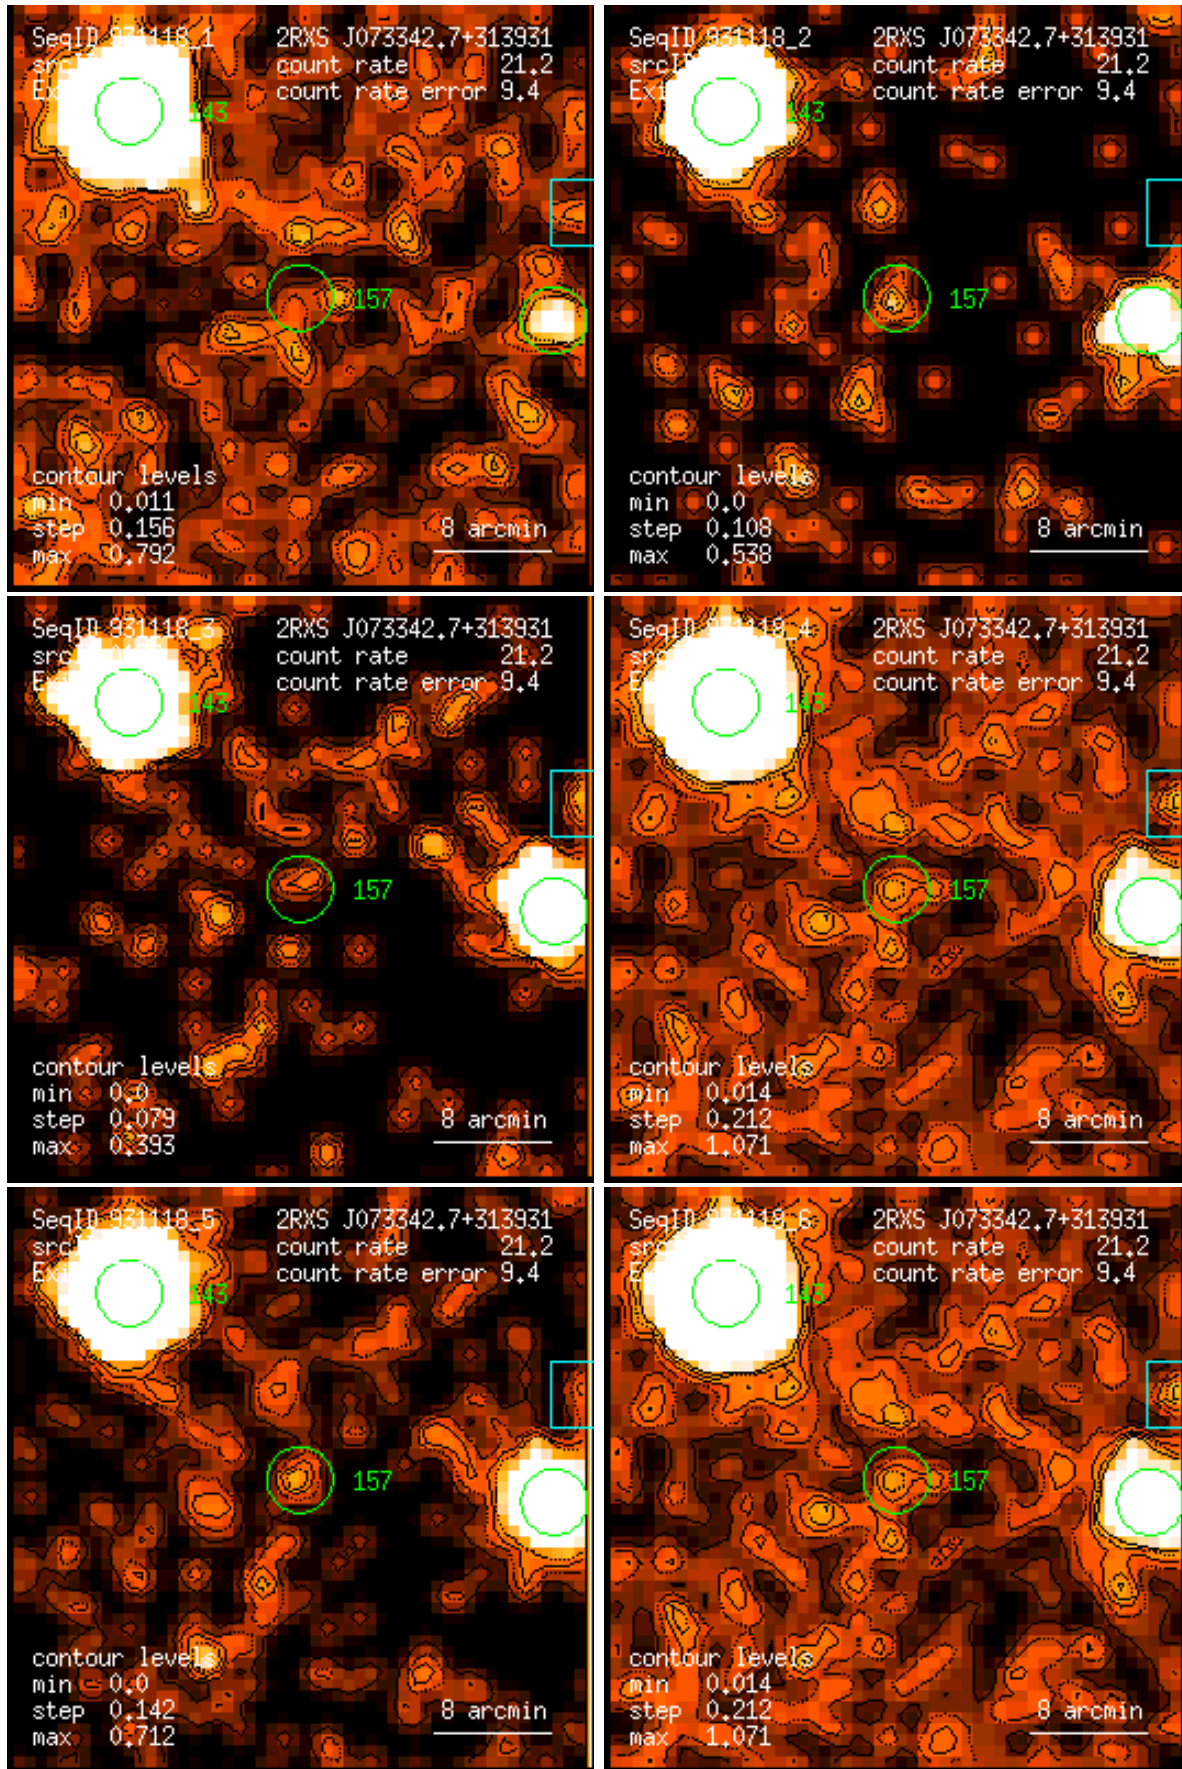 SeqID 931118_1 2RXS J073342.7+313931
count rate 21.2
count rate error 9.4
143
157
contour levels
min 0.011
step 0.156
max 0.792
8 arcmin
SeqID 931118_2 2RXS J073342.7+313931
count rate 21.2
count rate error 9.4
143
157
contour levels
min 0.0
step 0.108
max 0.538
8 arcmin
SeqID 931118_3 2RXS J073342.7+313931
count rate 21.2
count rate error 9.4
143
157
contour levels
min 0.0
step 0.079
max 0.393
8 arcmin
SeqID 931118_4 2RXS J073342.7+313931
count rate 21.2
count rate error 9.4
143
157
contour levels
min 0.014
step 0.212
max 1.071
8 arcmin
SeqID 931118_5 2RXS J073342.7+313931
count rate 21.2
count rate error 9.4
143
157
contour levels
min 0.0
step 0.142
max 0.712
8 arcmin
SeqID 931118_6 2RXS J073342.7+313931
count rate 21.2
count rate error 9.4
143
157
contour levels
min 0.014
step 0.212
max 1.071
8 arcmin